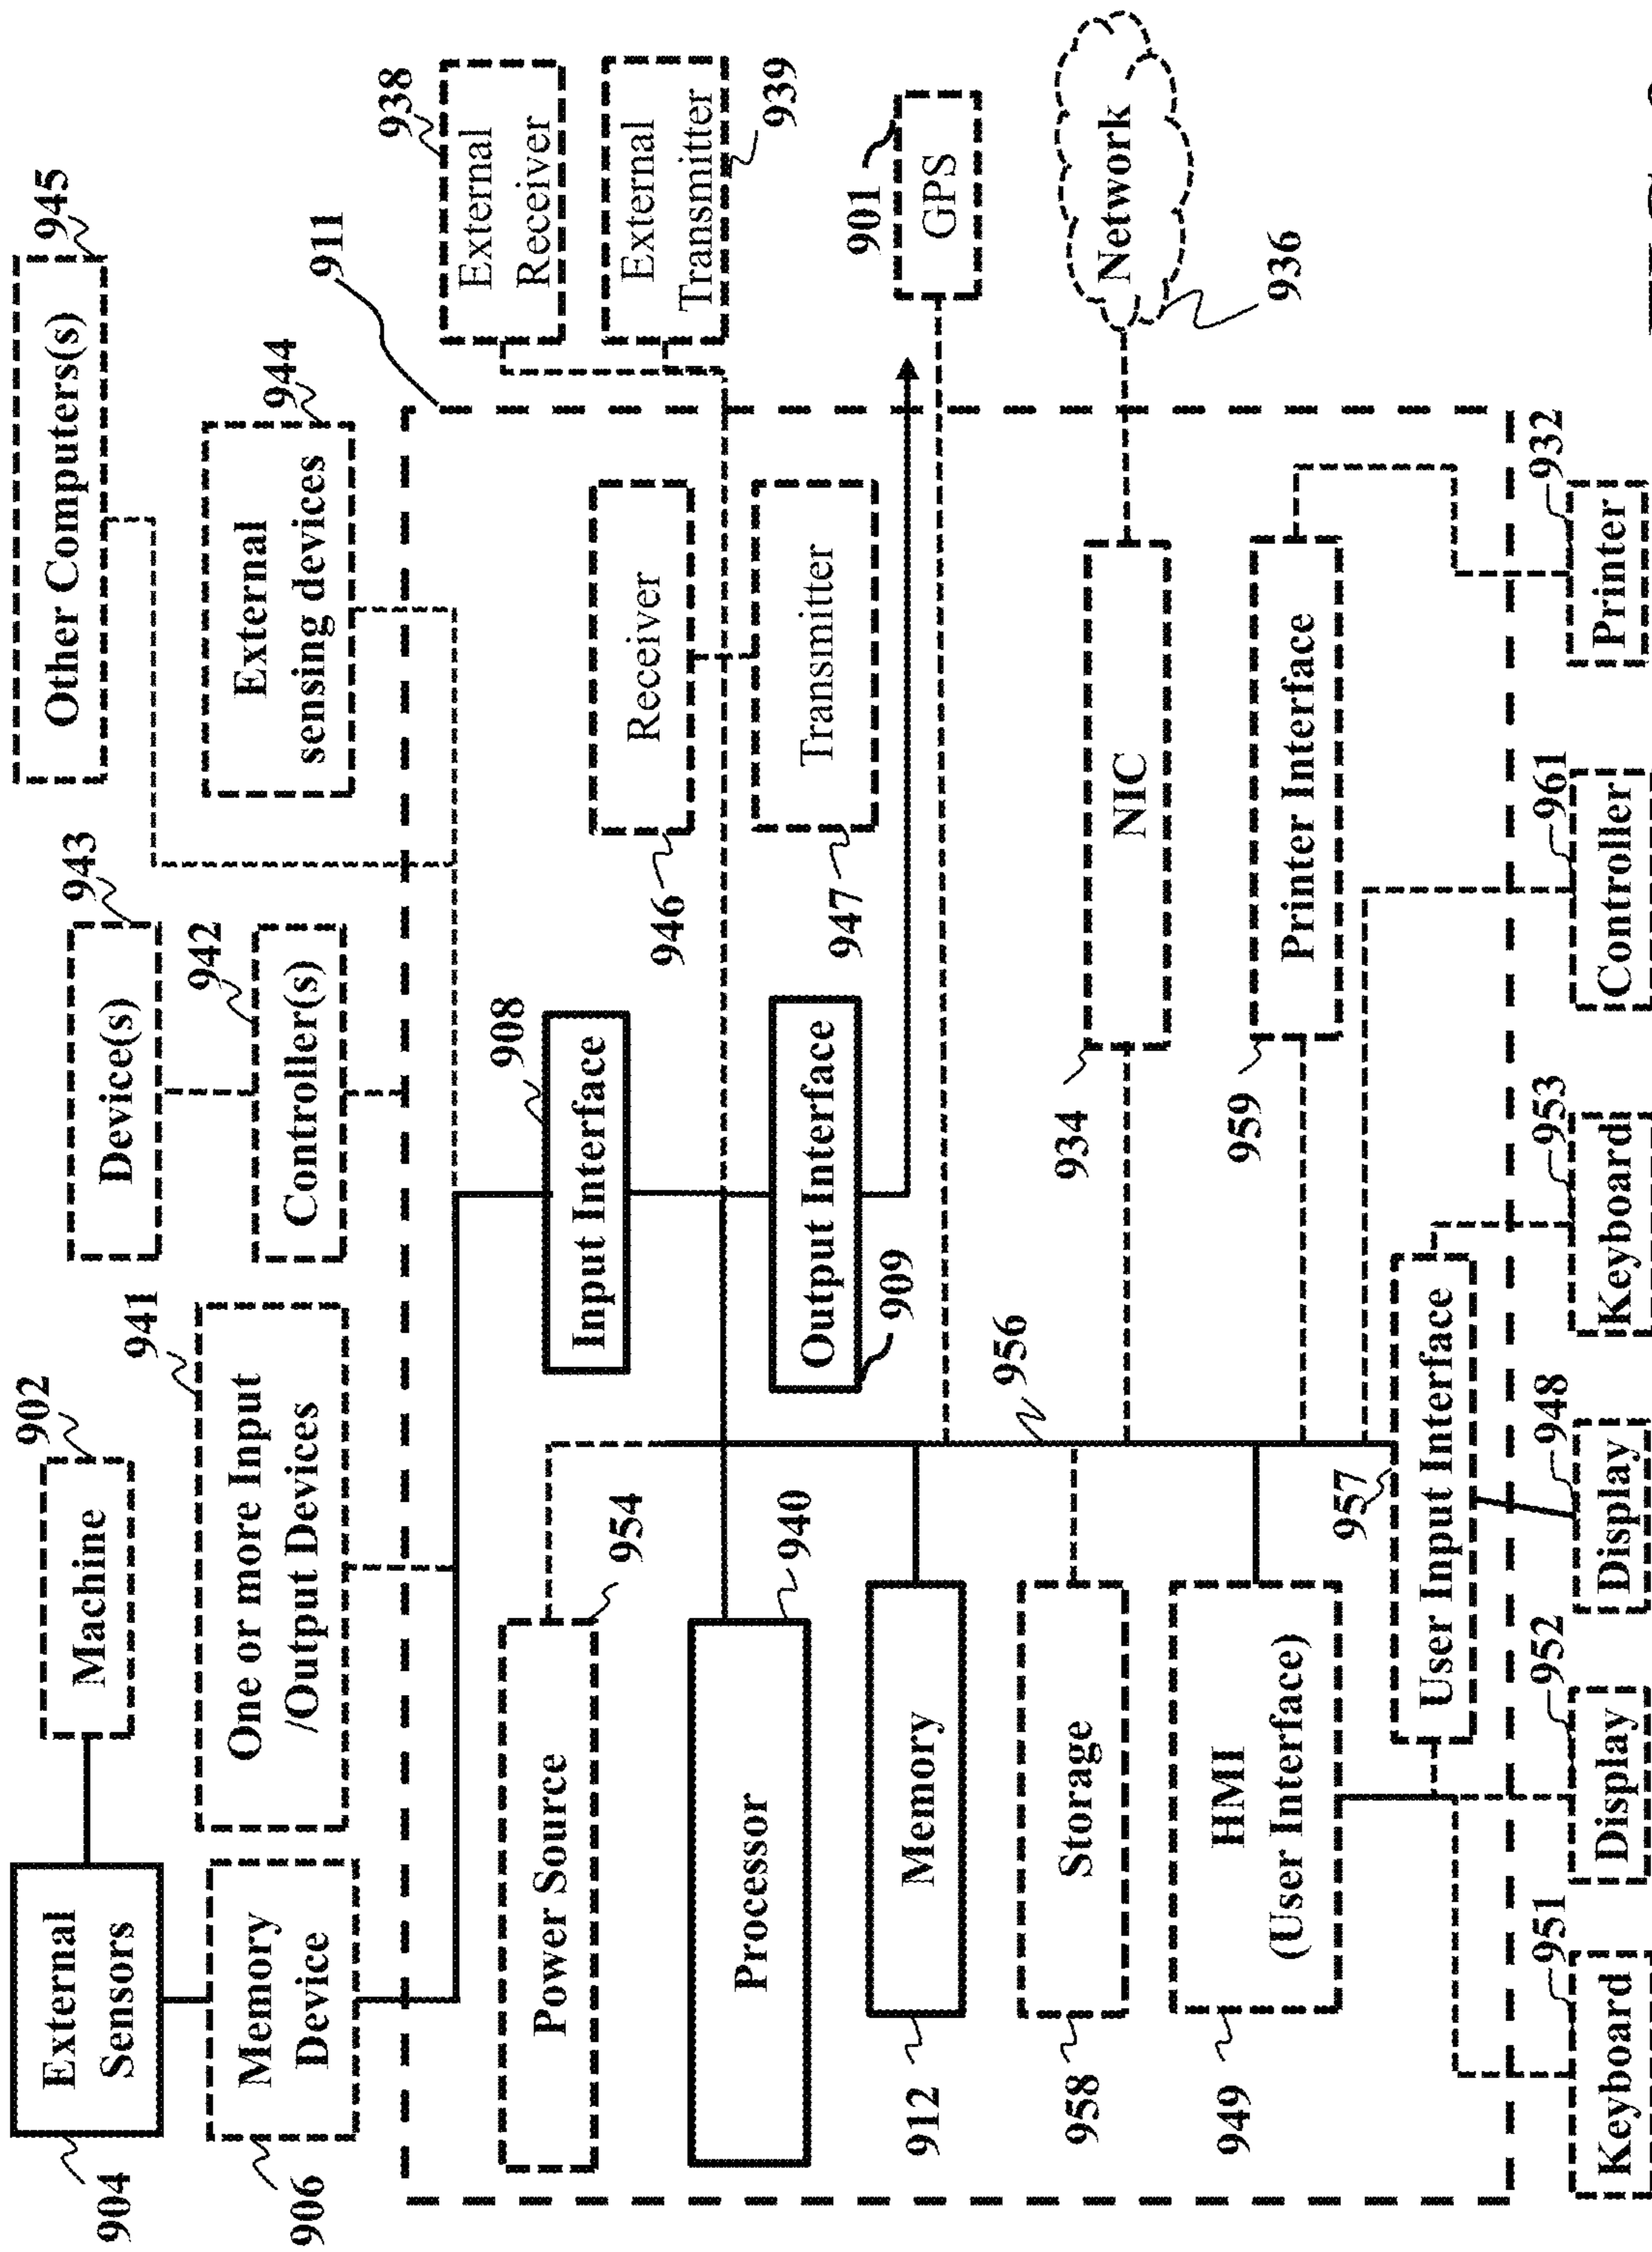 904
External
Sensors
Machine
902
906
Memory
Device
One or more Input
/Output Devices
941
Device(s)
943
Controller(s)
942
Other Computers(s)
945
External
sensing devices
944
911
Power Source
954
Input Interface
908
Receiver
946
External
Receiver
938
Processor
940
Output Interface
909
Transmitter
947
External
Transmitter
939
912
Memory
956
GPS
901
958
Storage
934
NIC
Network
936
949
HMI
(User Interface)
957
959
Printer Interface
User Input Interface
951
952
948
953
961
932
Keyboard
Display
Display
Keyboard
Controller
Printer